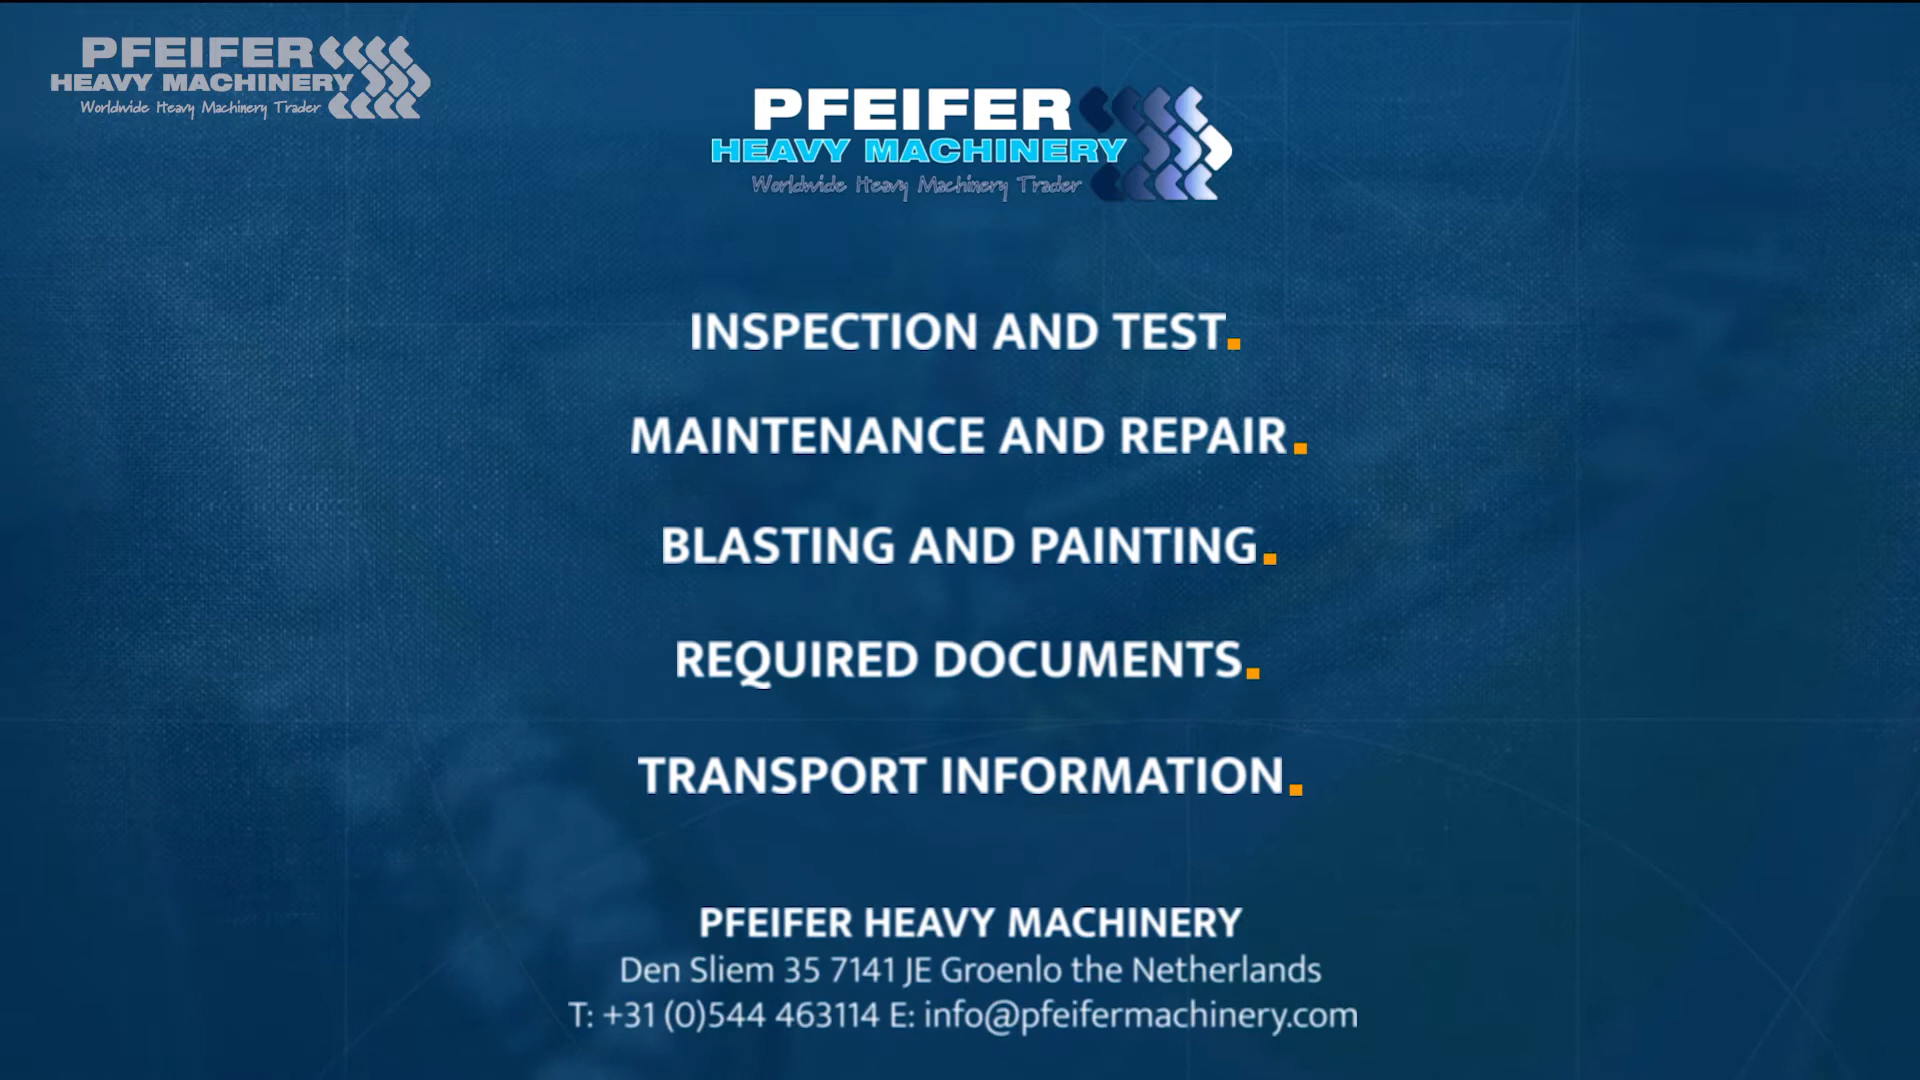 PFEIFER
HEAVY MACHINERY
Worldwide Heavy Machinery Trader
PFEIFER
HEAVY MACHINERY
Worldwide Heavy Machinery Trader
INSPECTION AND TEST.
MAINTENANCE AND REPAIR.
BLASTING AND PAINTING.
REQUIRED DOCUMENTS.
TRANSPORT INFORMATION.
PFEIFER HEAVY MACHINERY
Den Sliem 35 7141 JE Groenlo the Netherlands
T: +31 (0)544 463114 E: info@pfeifermachinery.com